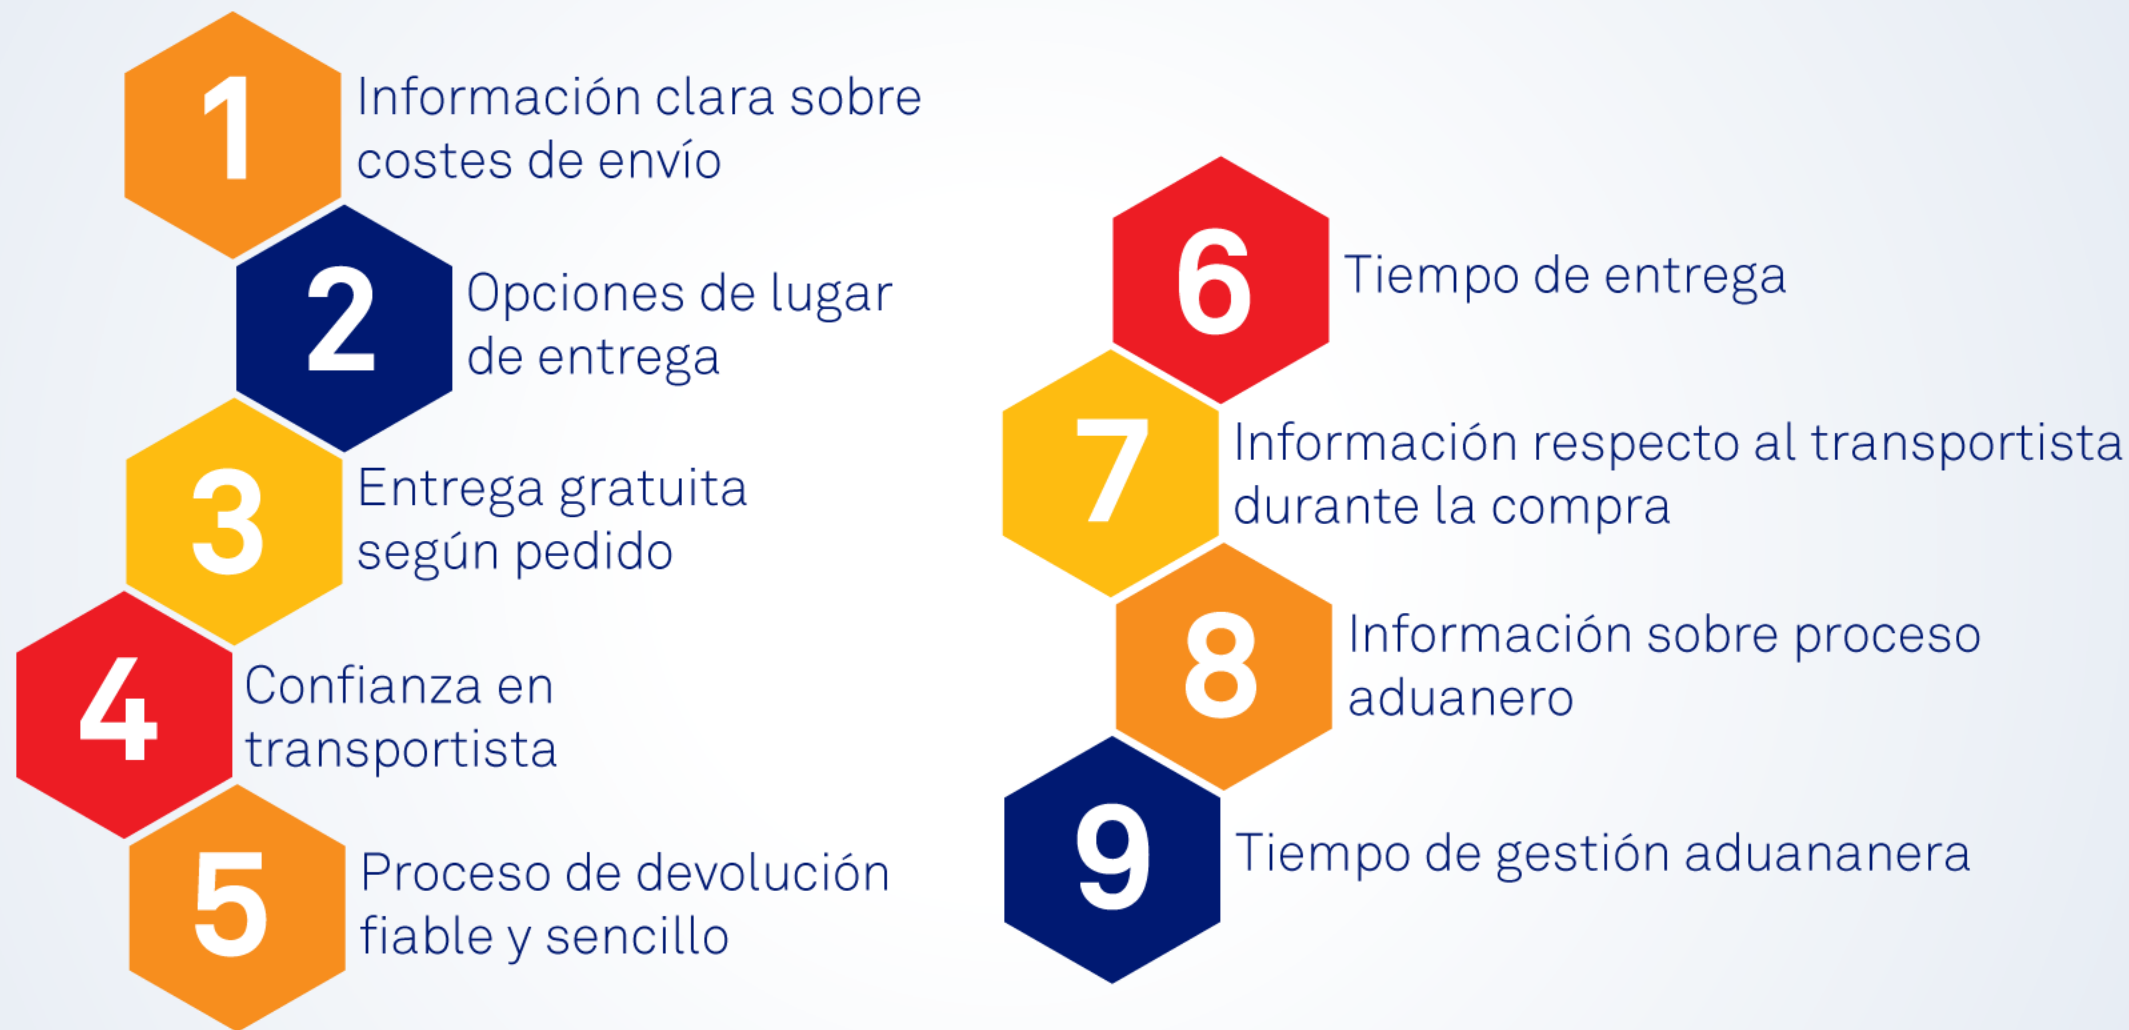 1
Información clara sobre
costes de envío
2
Opciones de lugar
de entrega
3
Entrega gratuita
según pedido
4
Confianza en
transportista
5
Proceso de devolución
fiable y sencillo
6
Tiempo de entrega
7
Información respecto al transportista
durante la compra
8
Información sobre proceso
aduanero
9
Tiempo de gestión aduananera